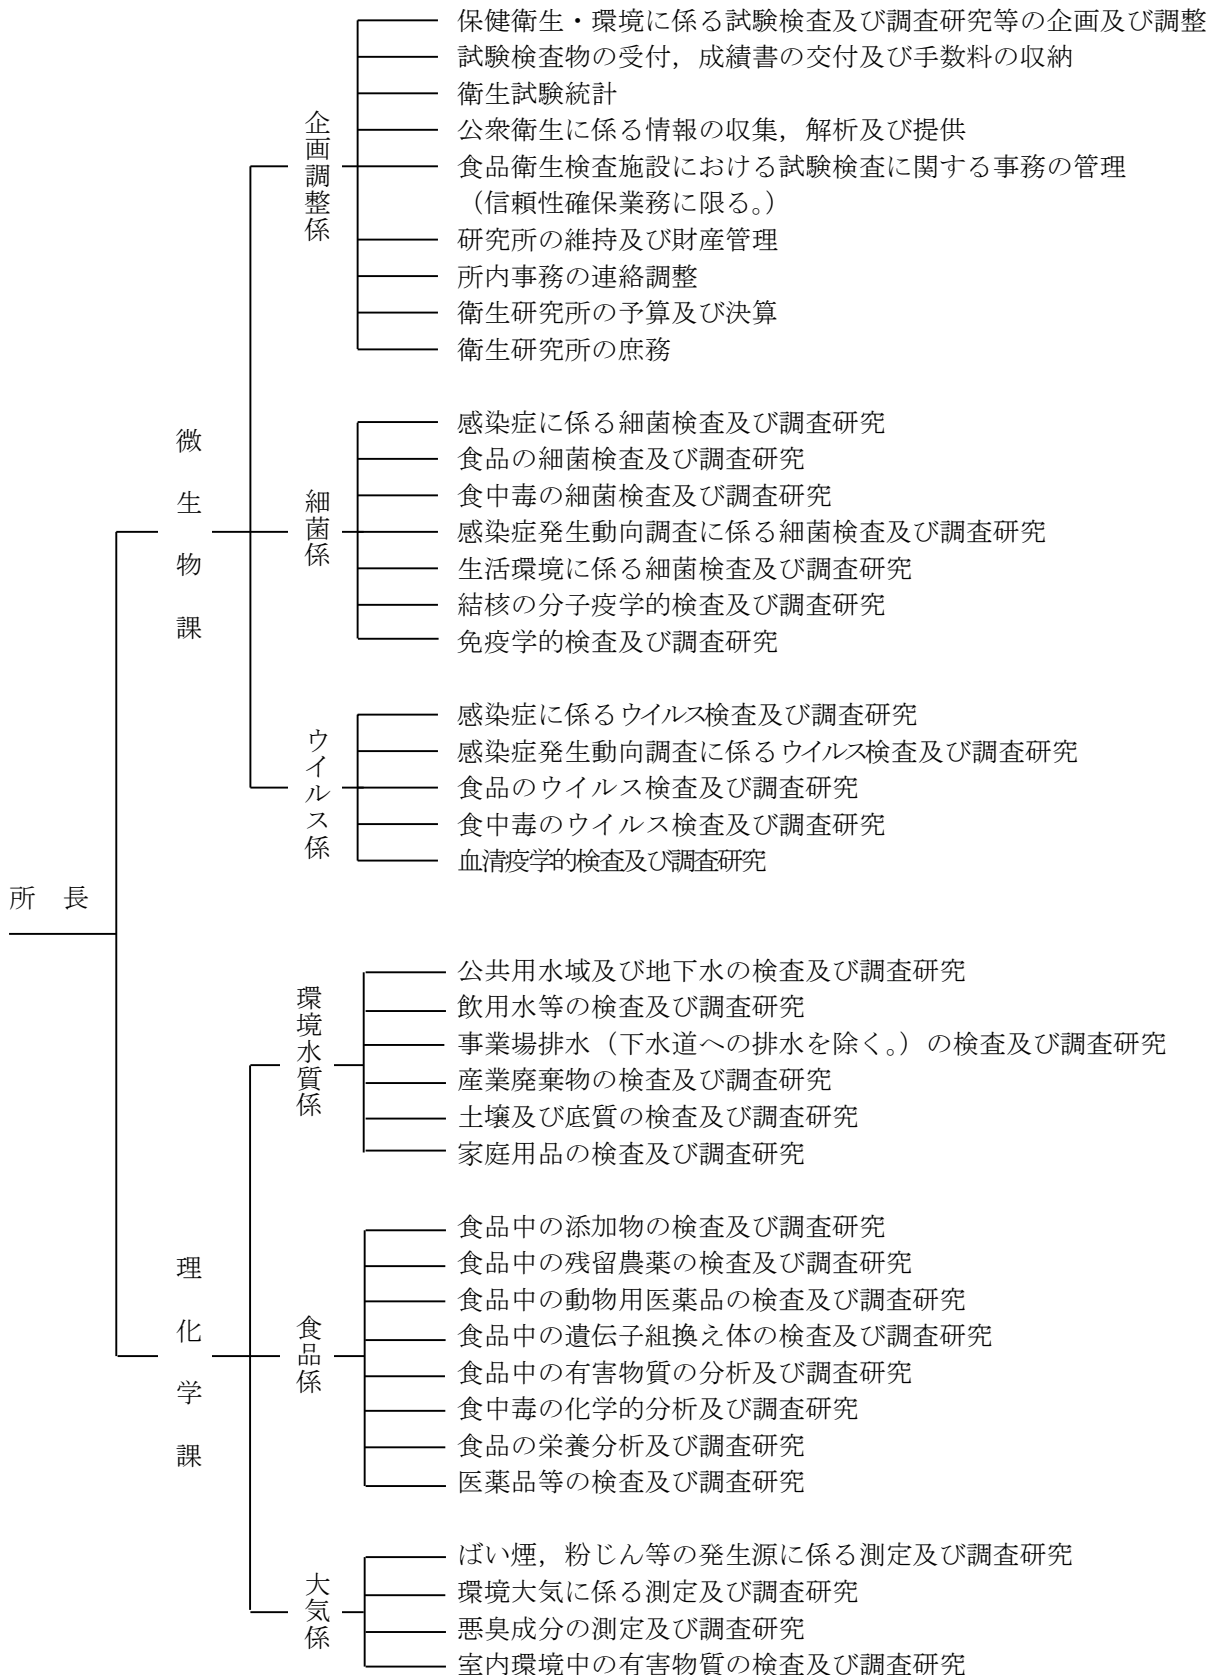 所　長
微生物課
企画調整係
保健衛生・環境に係る試験検査及び調査研究等の企画及び調整
試験検査物の受付，成績書の交付及び手数料の収納
衛生試験統計
公衆衛生に係る情報の収集，解析及び提供
食品衛生検査施設における試験検査に関する事務の管理
（信頼性確保業務に限る。）
研究所の維持及び財産管理
所内事務の連絡調整
衛生研究所の予算及び決算
衛生研究所の庶務
細菌係
感染症に係る細菌検査及び調査研究
食品の細菌検査及び調査研究
食中毒の細菌検査及び調査研究
感染症発生動向調査に係る細菌検査及び調査研究
生活環境に係る細菌検査及び調査研究
結核の分子疫学的検査及び調査研究
免疫学的検査及び調査研究
ウイルス係
感染症に係るウイルス検査及び調査研究
感染症発生動向調査に係るウイルス検査及び調査研究
食品のウイルス検査及び調査研究
食中毒のウイルス検査及び調査研究
血清疫学的検査及び調査研究
理化学課
環境水質係
公共用水域及び地下水の検査及び調査研究
飲用水等の検査及び調査研究
事業場排水（下水道への排水を除く。）の検査及び調査研究
産業廃棄物の検査及び調査研究
土壌及び底質の検査及び調査研究
家庭用品の検査及び調査研究
食品係
食品中の添加物の検査及び調査研究
食品中の残留農薬の検査及び調査研究
食品中の動物用医薬品の検査及び調査研究
食品中の遺伝子組換え体の検査及び調査研究
食品中の有害物質の分析及び調査研究
食中毒の化学的分析及び調査研究
食品の栄養分析及び調査研究
医薬品等の検査及び調査研究
大気係
ばい煙，粉じん等の発生源に係る測定及び調査研究
環境大気に係る測定及び調査研究
悪臭成分の測定及び調査研究
室内環境中の有害物質の検査及び調査研究